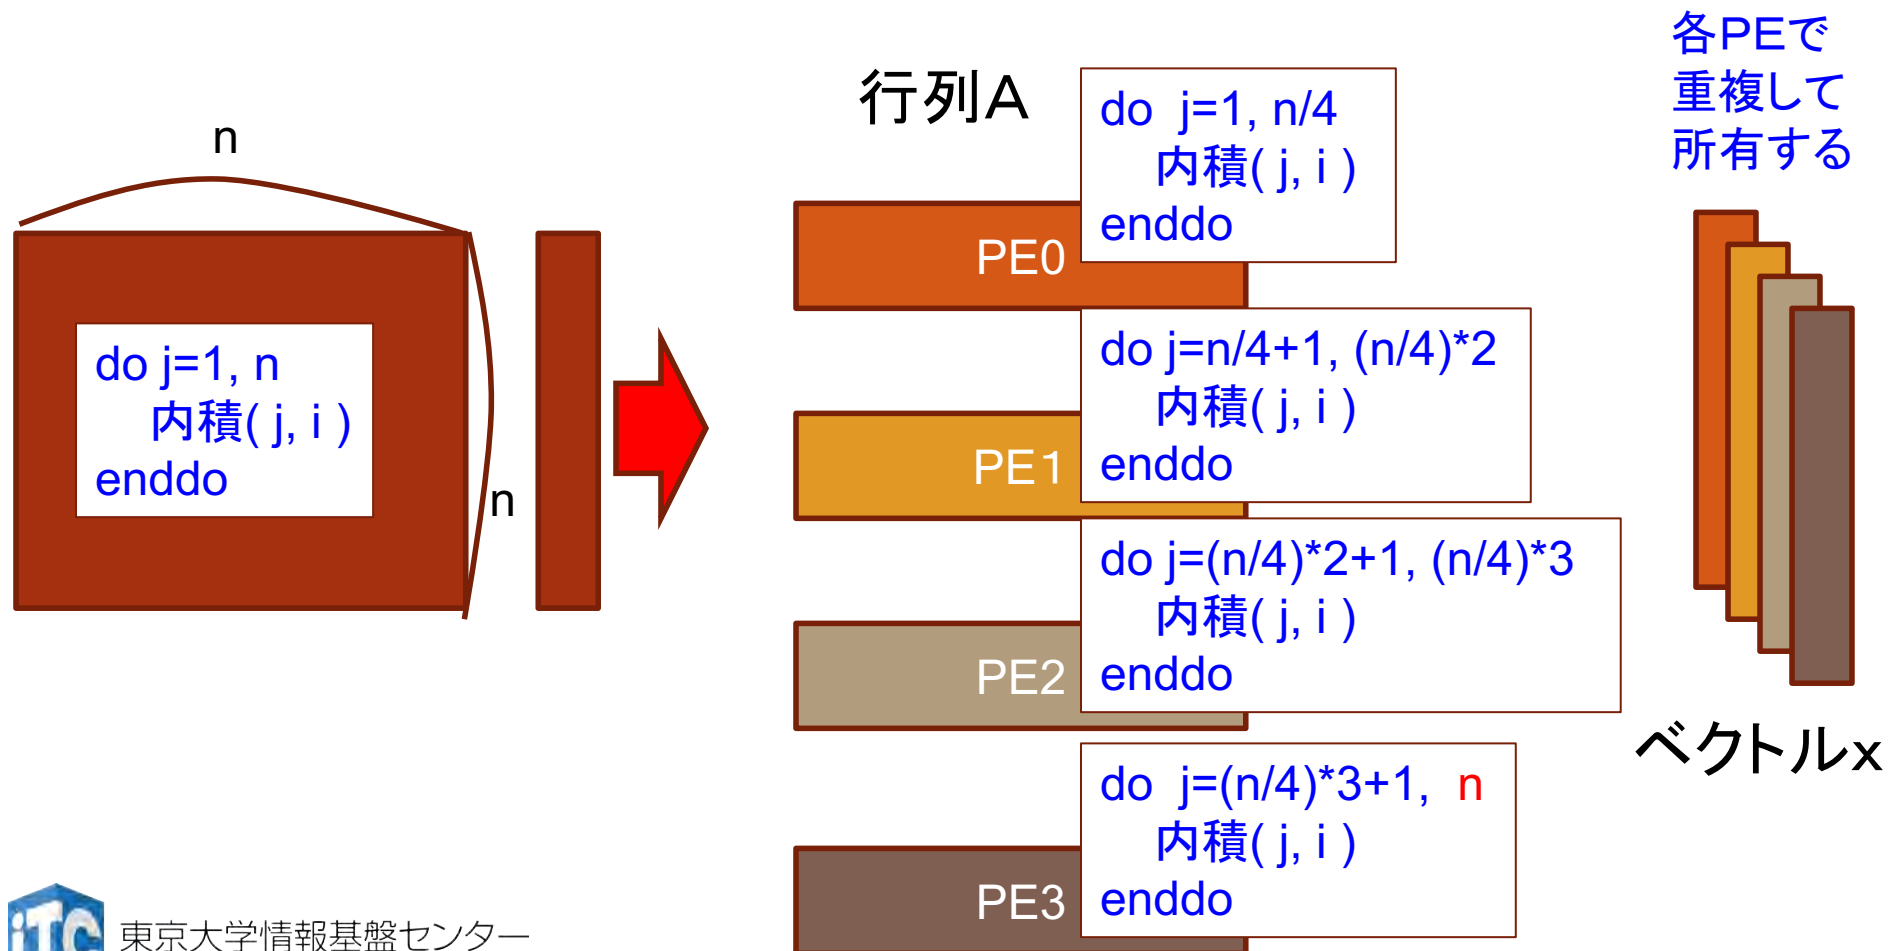 n
do j=1, n
内積( j, i )
enddo
n
行列A
do j=1, n/4
内積( j, i )
enddo
PE0
do j=n/4+1, (n/4)*2
内積( j, i )
enddo
PE1
do j=(n/4)*2+1, (n/4)*3
内積( j, i )
enddo
PE2
do j=(n/4)*3+1, n
内積( j, i )
enddo
PE3
各PEで
重複して
所有する
ベクトルx
iTC
東京大学情報基盤センター